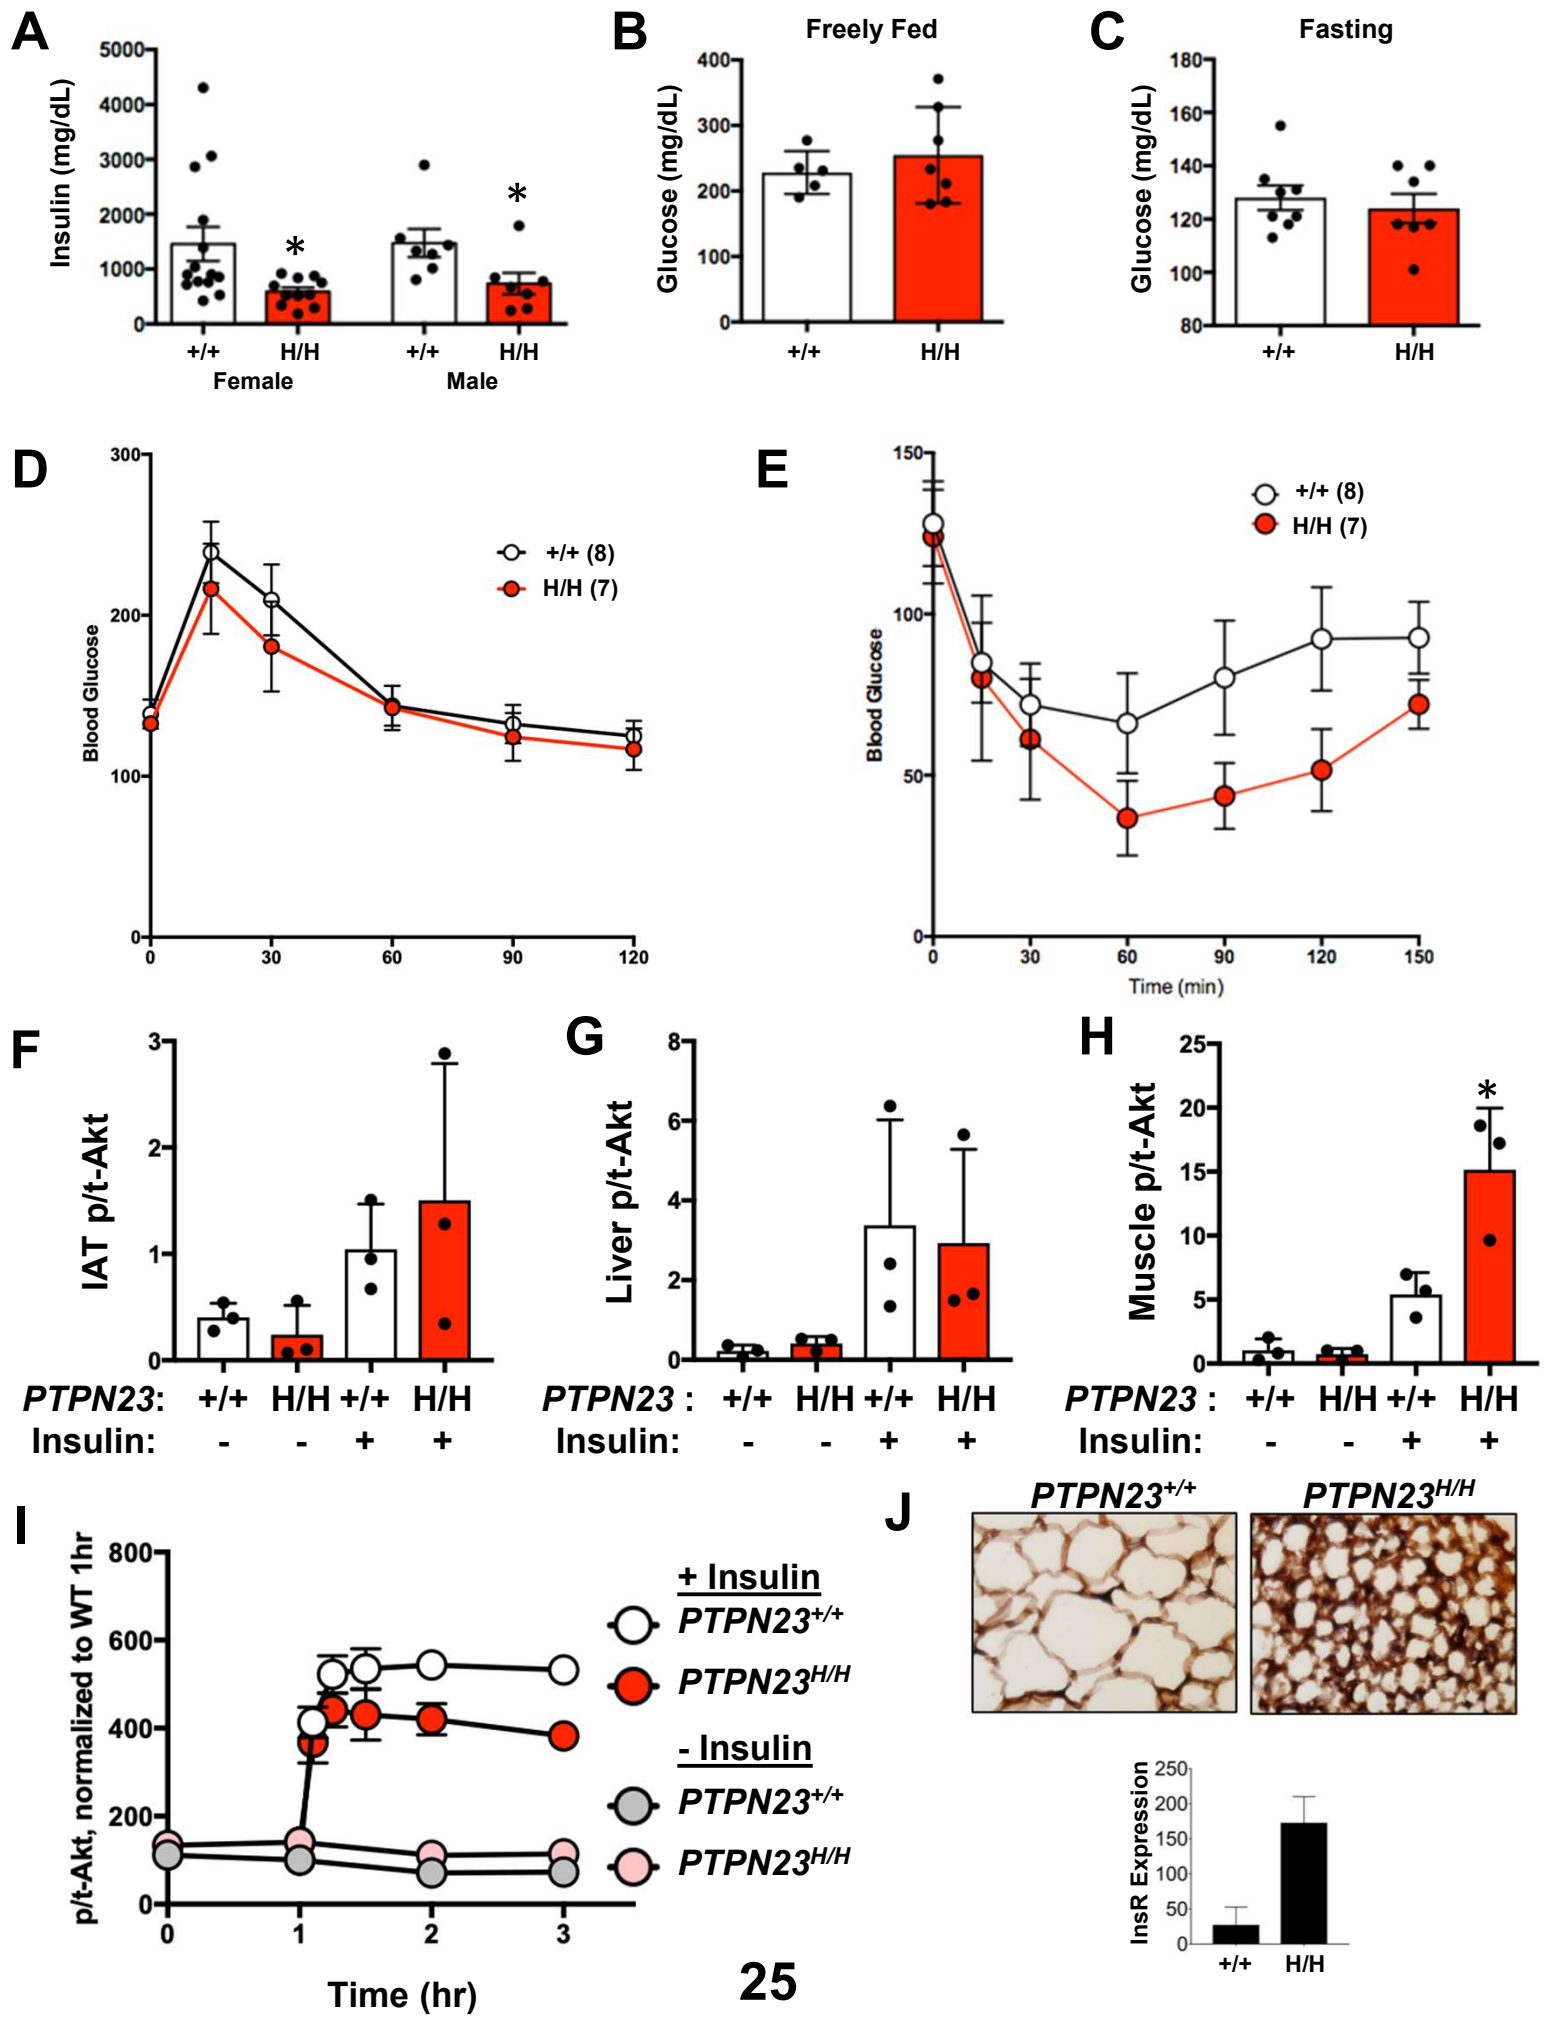 A
Insulin (mg/dL)
5000
4000
3000
2000
1000
0
*
*
+/+ H/H +/+ H/H
Female Male
B
Freely Fed
Glucose (mg/dL)
400
300
200
100
0
+/+ H/H
C
Fasting
Glucose (mg/dL)
180
160
140
120
100
80
+/+ H/H
D
Blood Glucose
300
200
100
0
0 30 60 90 120
+/+ (8)
H/H (7)
E
Blood Glucose
150
100
50
0
0 30 60 90 120 150
Time (min)
+/+ (8)
H/H (7)
F
IAT p/t-Akt
3
2
1
0
PTPN23: +/+ H/H +/+ H/H
Insulin: - - + +
G
Liver p/t-Akt
8
6
4
2
0
PTPN23 : +/+ H/H +/+ H/H
Insulin: - - + +
H
Muscle p/t-Akt
25
20
15
10
5
0
*
PTPN23 : +/+ H/H +/+ H/H
Insulin: - - + +
I
p/t-Akt, normalized to WT 1hr
800
600
400
200
0
0 1 2 3
Time (hr)
+ Insulin
PTPN23+/+
PTPN23H/H
- Insulin
PTPN23+/+
PTPN23H/H
J
PTPN23+/+ PTPN23H/H
InsR Expression
250
200
150
100
50
0
+/+ H/H
25